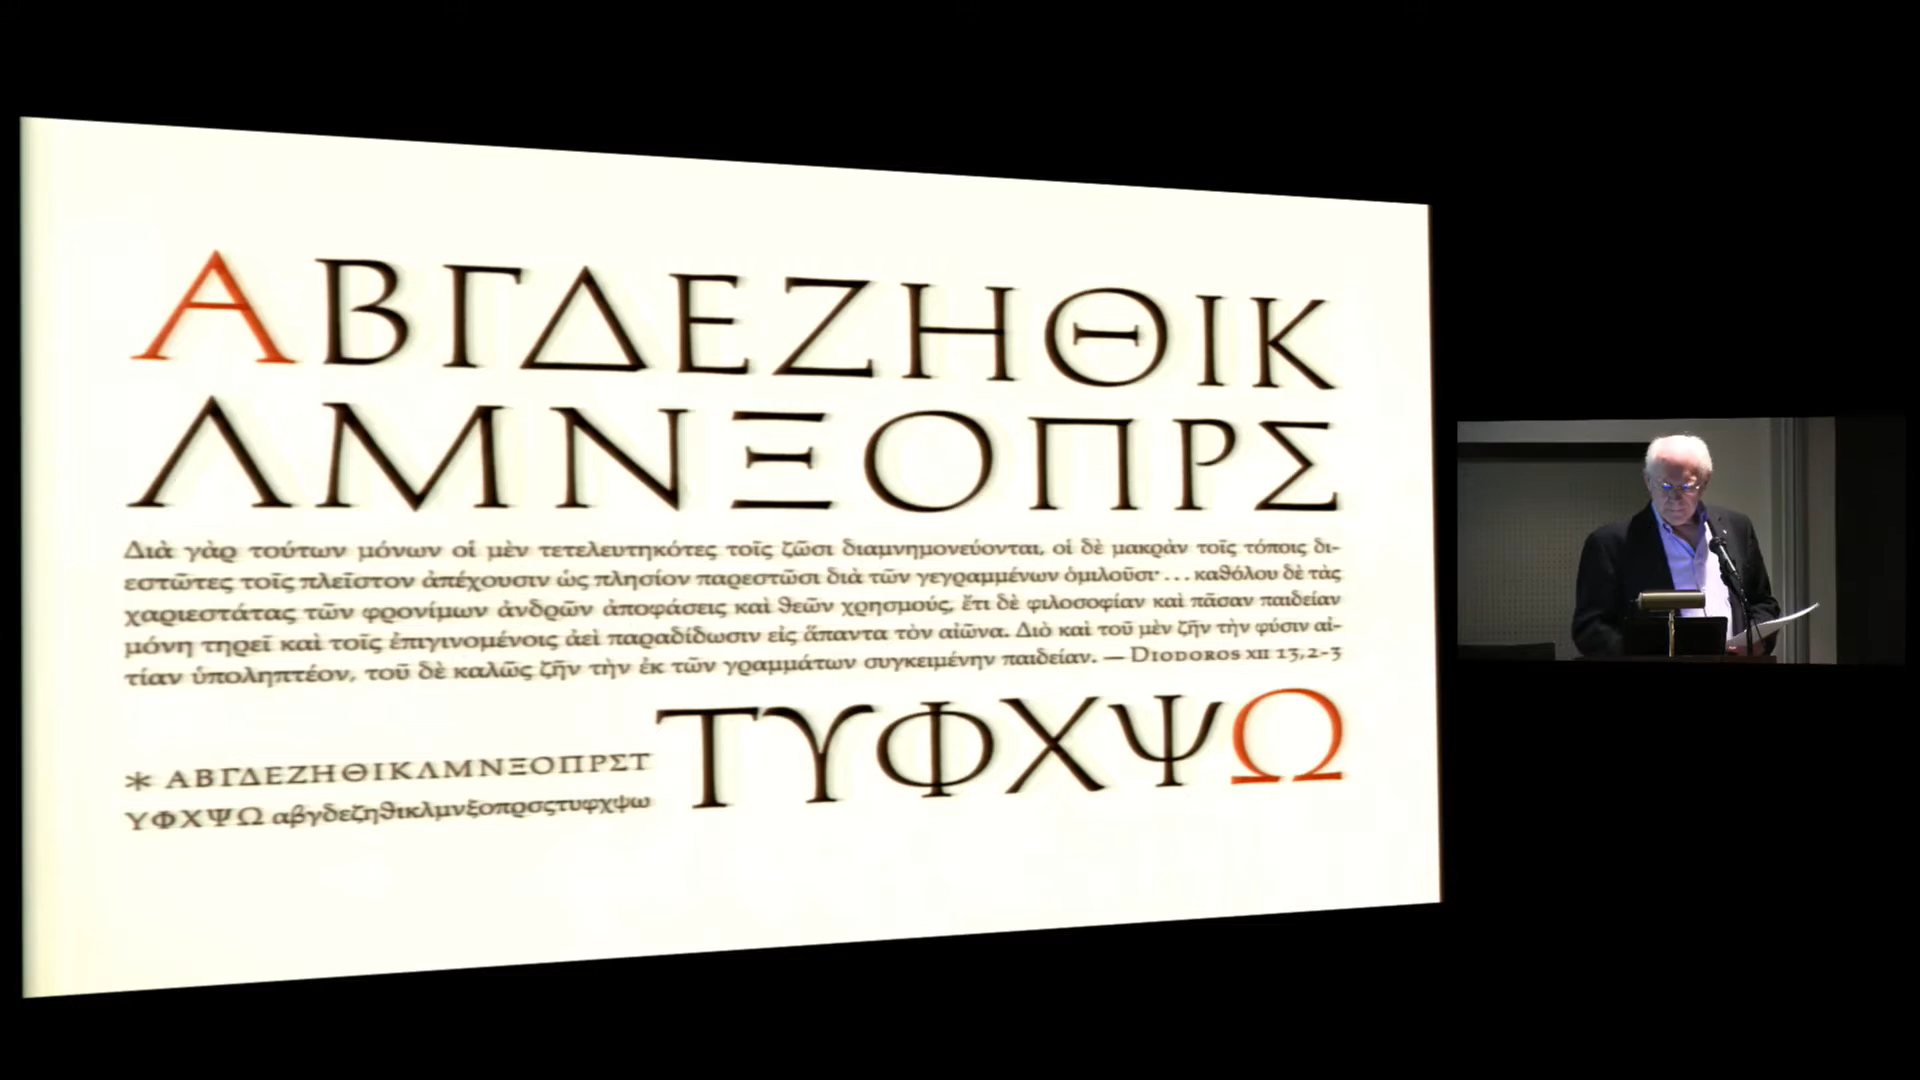 ΑΒΓΔΕΖΗΘΙΚ
ΛΜΝΞΟΠΡΣ
Διὰ γὰρ τούτων μόνων οἱ μὲν τετελευτηκότες τοῖς ζῶσι διαμνημονεύονται, οἱ δὲ μακρὰν τοῖς τόποις δι-
εστῶτες τοῖς πλεῖστον ἀπέχουσιν ὡς πλησίον παρεστῶσι διὰ τῶν γεγραμμένων ὁμιλοῦσι· ... καθόλου δὲ τὰς
χαριεστάτας τῶν φρονίμων ἀνδρῶν ἀποφάσεις καὶ θεῶν χρησμούς, ἔτι δὲ φιλοσοφίαν καὶ πᾶσαν παιδείαν
μόνη τηρεῖ καὶ τοῖς ἐπιγινομένοις ἀεὶ παραδίδωσιν εἰς ἅπαντα τὸν αἰῶνα. Διὸ καὶ τοῦ μὲν ζῆν τὴν φύσιν αἰ-
τίαν ὑποληπτέον, τοῦ δὲ καλῶς ζῆν τὴν ἐκ τῶν γραμμάτων συγκειμένην παιδείαν. — DIODOROS XII 13,2-3
ΤΥΦΧΨΩ
* ΑΒΓΔΕΖΗΘΙΚΛΜΝΞΟΠΡΣΤ
ΥΦΧΨΩ αβγδεζηθικλμνξοπρσςτυφχψω